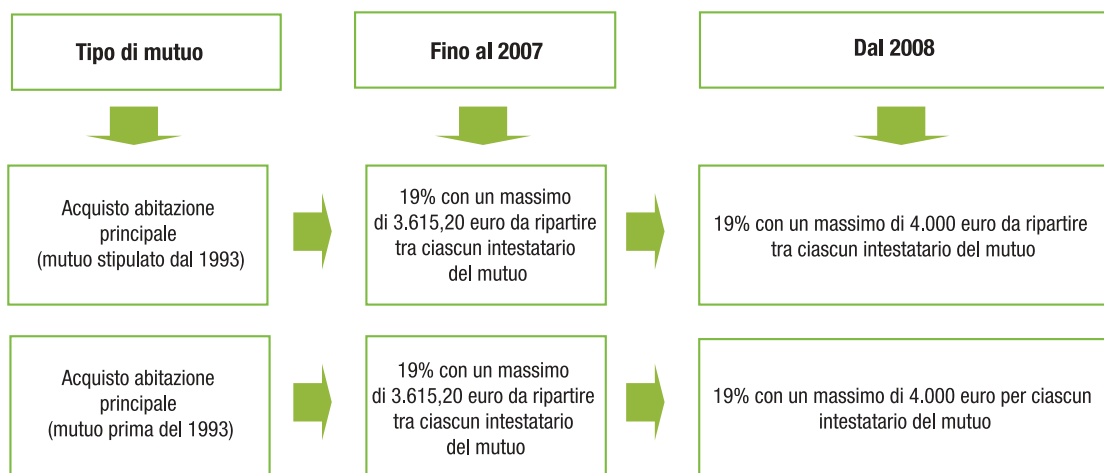 Tipo di mutuo
Fino al 2007
Dal 2008
Acquisto abitazione
principale
(mutuo stipulato dal 1993)
19% con un massimo
di 3.615,20 euro da ripartire
tra ciascun intestatario
del mutuo
19% con un massimo di 4.000 euro da ripartire
tra ciascun intestatario del mutuo
Acquisto abitazione
principale
(mutuo prima del 1993)
19% con un massimo
di 3.615,20 euro da ripartire
tra ciascun intestatario
del mutuo
19% con un massimo di 4.000 euro per ciascun
intestatario del mutuo